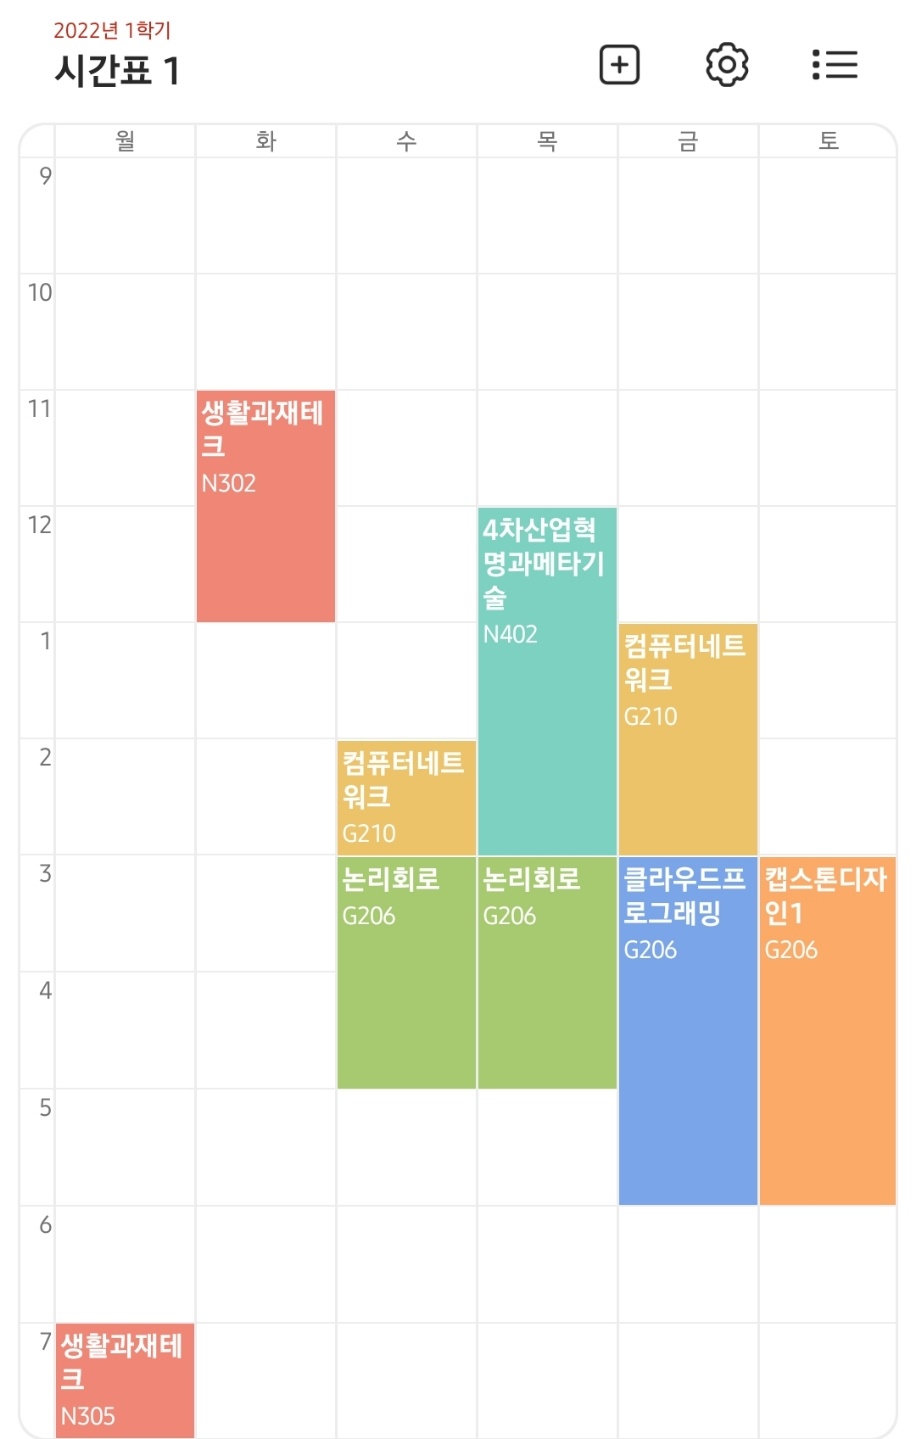 2022년 1학기
시간표 1
월 화 수 목 금 토
9
10
11
생활과재테
크
N302
12
4차산업혁
명과메타기
술
N402
1
컴퓨터네트
워크
G210
2
컴퓨터네트
워크
G210
3
논리회로
G206
논리회로
G206
클라우드프
로그래밍
G206
캡스톤디자
인1
G206
4
5
6
7
생활과재테
크
N305